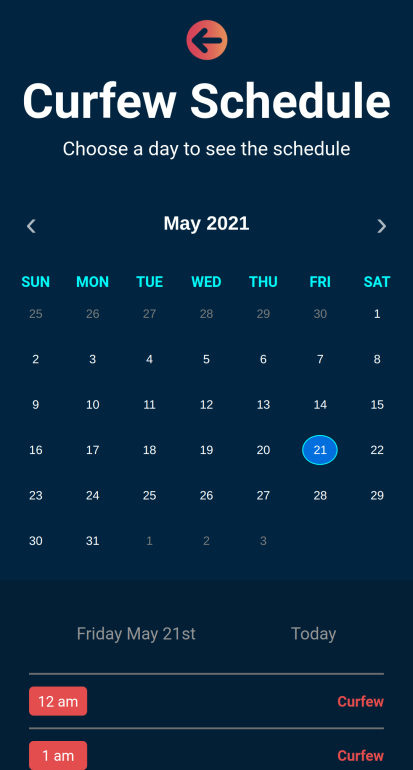 Curfew Schedule
Choose a day to see the schedule
‹ May 2021 ›
SUN MON TUE WED THU FRI SAT
25 26 27 28 29 30 1
2 3 4 5 6 7 8
9 10 11 12 13 14 15
16 17 18 19 20 21 22
23 24 25 26 27 28 29
30 31 1 2 3
Friday May 21st Today
12 am Curfew
1 am Curfew